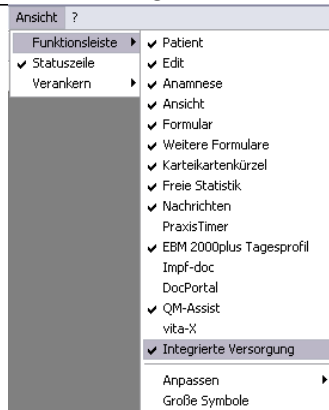 Ansicht ?
Funktionsleiste
Statuszeile
Verankern
Patient
Edit
Anamnese
Ansicht
Formular
Weitere Formulare
Karteikartenkürzel
Freie Statistik
Nachrichten
PraxisTimer
EBM 2000plus Tagesprofil
Impf-doc
DocPortal
QM-Assist
vita-X
Integrierte Versorgung
Anpassen
Große Symbole